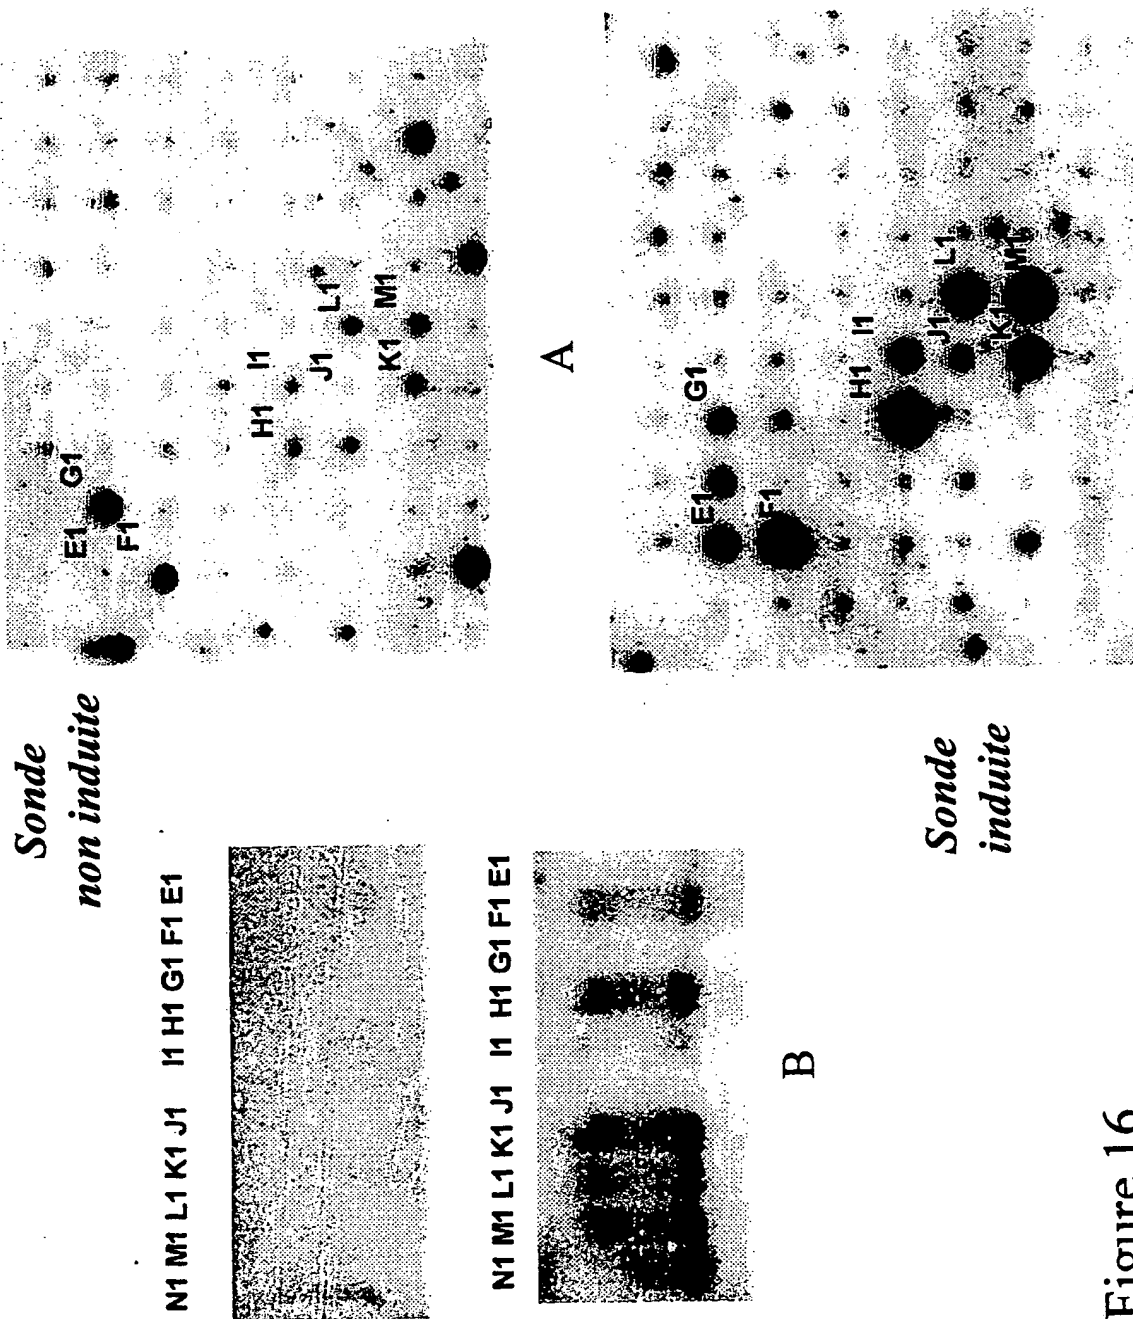 Sonde
non induite
E1
G1
F1
H1
I1
J1
L1
K1
M1
A
N1 M1 L1 K1 J1 I1 H1 G1 F1 E1
N1 M1 L1 K1 J1 I1 H1 G1 F1 E1
B
Sonde
induite
E1
G1
F1
H1
I1
J1
L1
K1
M1
Figure 16